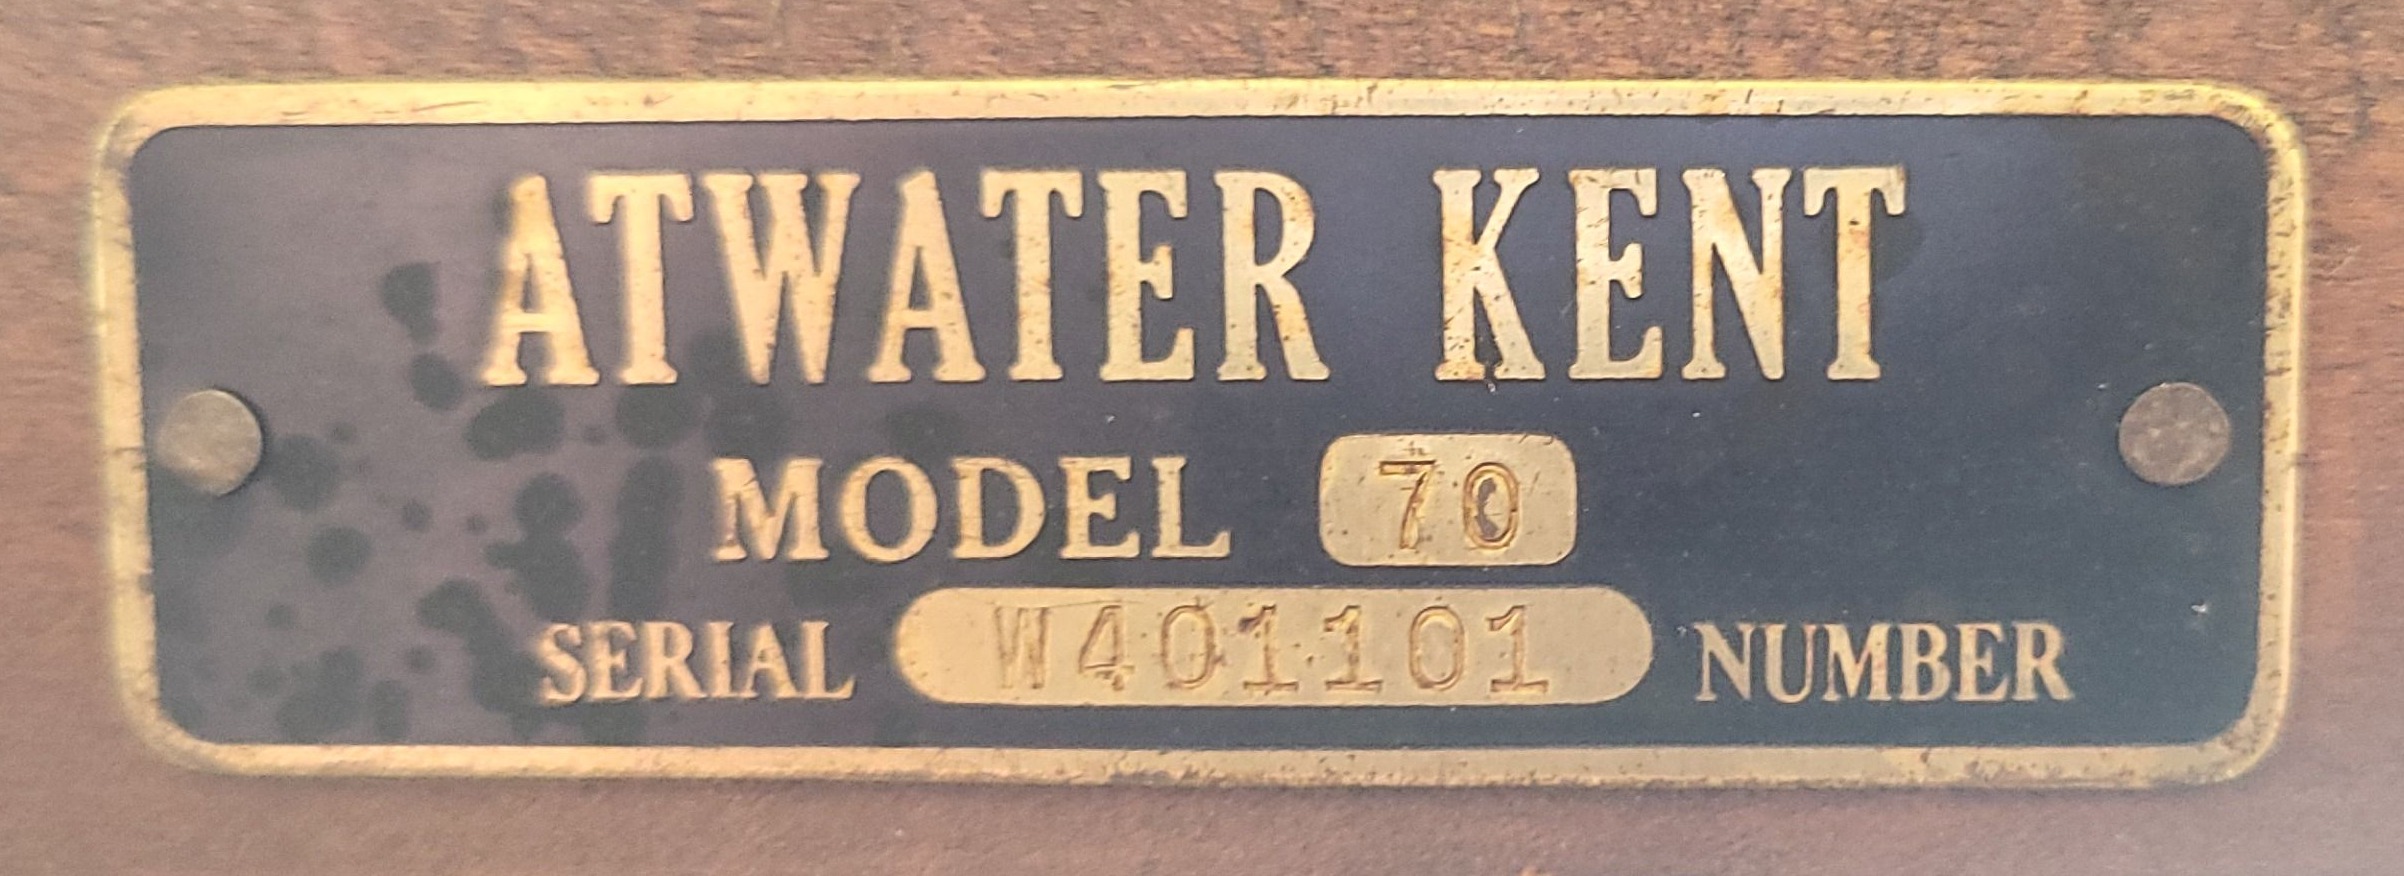 ATWATER KENT
MODEL 70
SERIAL W401101 NUMBER